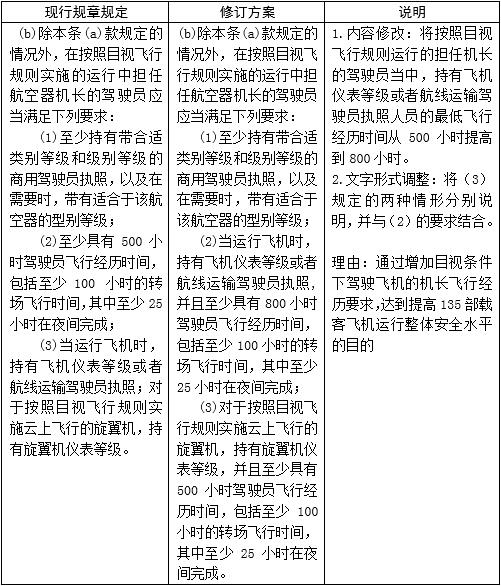 现行规章规定
(b)除本条(a)款规定的
情况外，在按照目视飞行
规则实施的运行中担任
航空器机长的驾驶员应
当满足下列要求：
(1)至少持有带合适
类别等级和级别等级的
商用驾驶员执照，以及在
需要时，带有适合于该航
空器的型别等级；
(2)至少具有 500 小
时驾驶员飞行经历时间，
包括至少 100 小时的转
场飞行时间，其中至少 25
小时在夜间完成；
(3)当运行飞机时，
持有飞机仪表等级或者
航线运输驾驶员执照；对
于按照目视飞行规则实
施云上飞行的旋翼机，持
有旋翼机仪表等级。
修订方案
(b)除本条(a)款规定的
情况外，在按照目视飞行
规则实施的运行中担任
航空器机长的驾驶员应
当满足下列要求：
(1)至少持有带合适
类别等级和级别等级的
商用驾驶员执照，以及在
需要时，带有适合于该航
空器的型别等级；
(2)当运行飞机时，
持有飞机仪表等级或者
航线运输驾驶员执照，
并且至少具有 800 小时
驾驶员飞行经历时间，
包括至少 100 小时的转
场飞行时间，其中至少
25 小时在夜间完成；
(3)对于按照目视飞
行规则实施云上飞行的
旋翼机，持有旋翼机仪
表等级，并且至少具有
500 小时驾驶员飞行经
历时间，包括至少 100
小时的转场飞行时间，
其中至少 25 小时在夜
间完成。
说明
1.内容修改：将按照目视
飞行规则运行的担任机长
的驾驶员当中，持有飞机
仪表等级或者航线运输驾
驶员执照人员的最低飞行
经历时间从 500 小时提高
到 800 小时。
2.文字形式调整：将（3）
规定的两种情形分别说
明，并与（2）的要求结合。
理由：通过增加目视条件
下驾驶飞机的机长飞行经
历要求，达到提高 135 部载
客飞机运行整体安全水平
的目的